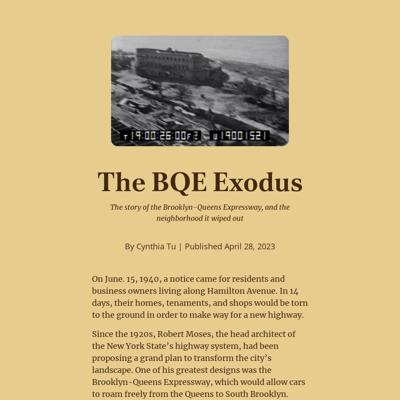 T19:00:26:00F2 U19001521
The BQE Exodus
The story of the Brooklyn-Queens Expressway, and the
neighborhood it wiped out
By Cynthia Tu | Published April 28, 2023
On June. 15, 1940, a notice came for residents and
business owners living along Hamilton Avenue. In 14
days, their homes, tenaments, and shops would be torn
to the ground in order to make way for a new highway.
Since the 1920s, Robert Moses, the head architect of
the New York State's highway system, had been
proposing a grand plan to transform the city's
landscape. One of his greatest designs was the
Brooklyn-Queens Expressway, which would allow cars
to roam freely from the Queens to South Brooklyn.